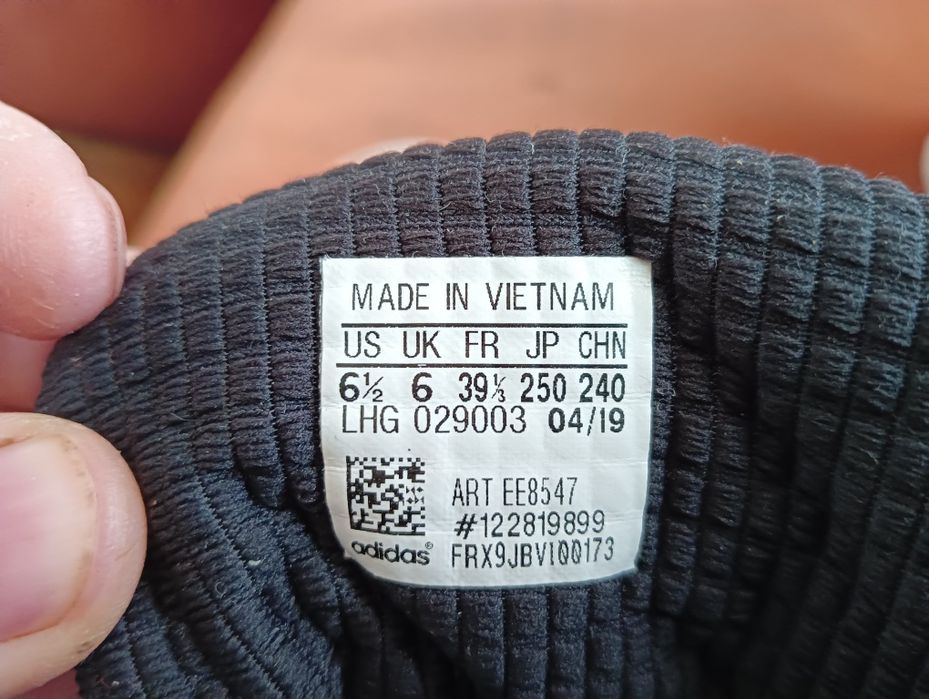 MADE IN VIETNAM
US UK FR JP CHN
6½ 6 39⅓ 250 240
LHG 029003 04/19
ART EE8547
#122819899
adidas® FRX9JBVI00173